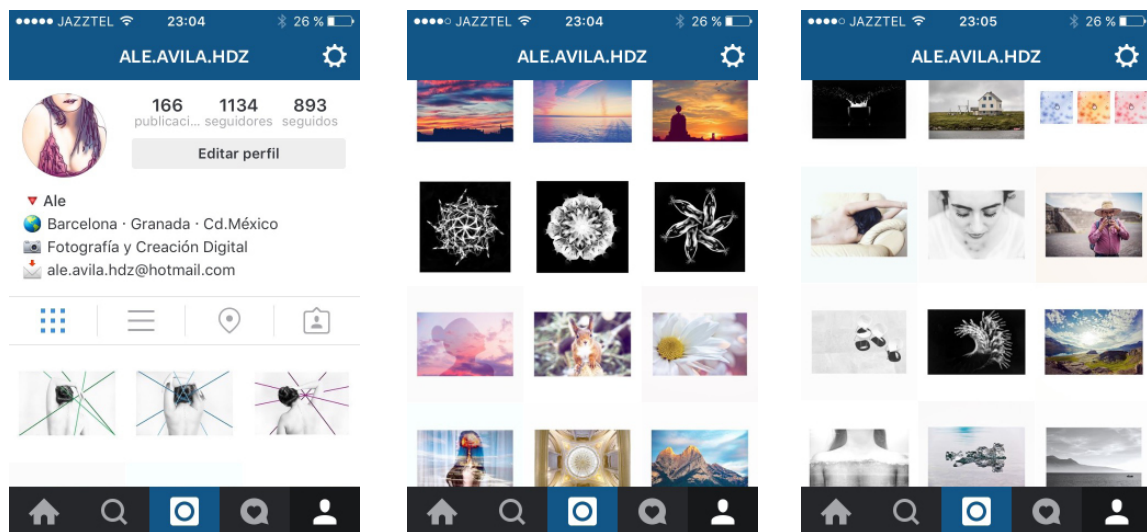 JAZZTEL 23:04 26 %
ALE.AVILA.HDZ
166 1134 893
publicaci... seguidores seguidos
Editar perfil
Ale
Barcelona · Granada · Cd.México
Fotografía y Creación Digital
ale.avila.hdz@hotmail.com
JAZZTEL 23:04 26 %
ALE.AVILA.HDZ
JAZZTEL 23:05 26 %
ALE.AVILA.HDZ